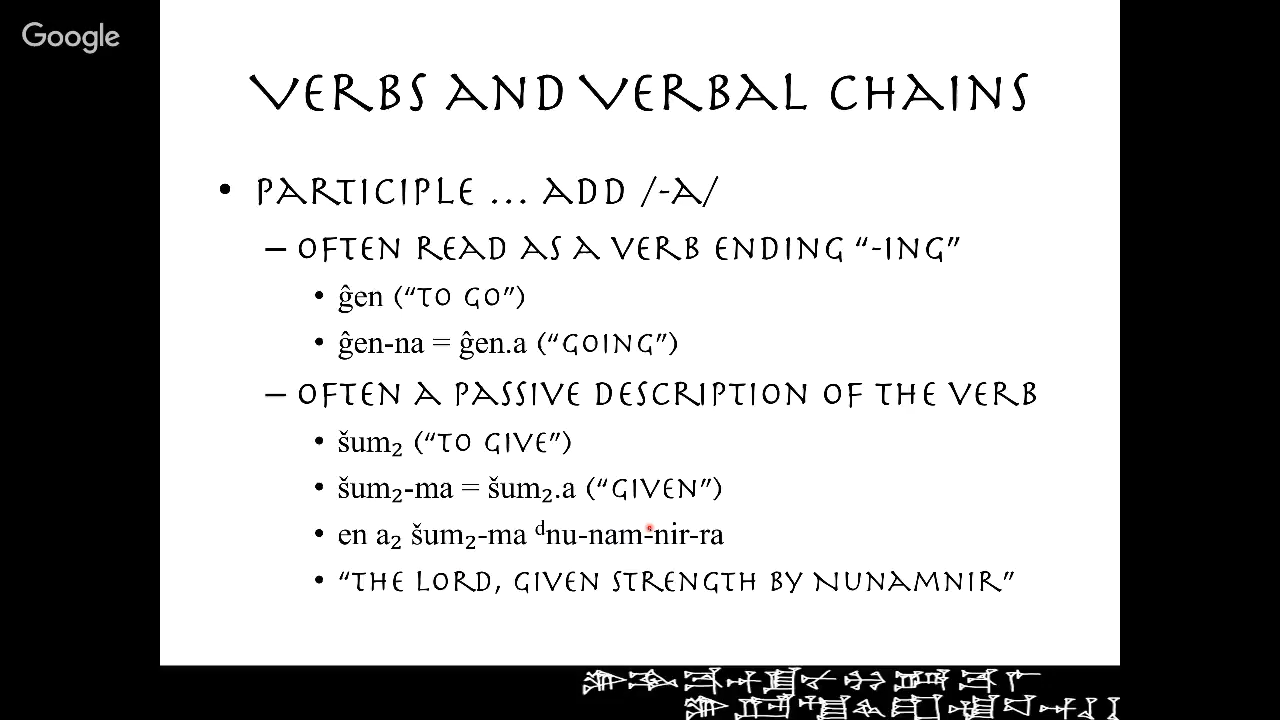 Google
Verbs and Verbal Chains
• Participle … add /-a/
– Often read as a verb ending “-ing”
• ĝen (“to go”)
• ĝen-na = ĝen.a (“going”)
– Often a passive description of the verb
• šum₂ (“to give”)
• šum₂-ma = šum₂.a (“given”)
• en a₂ šum₂-ma ᵈnu-nam-nir-ra
• “The lord, given strength by Nunamnir”